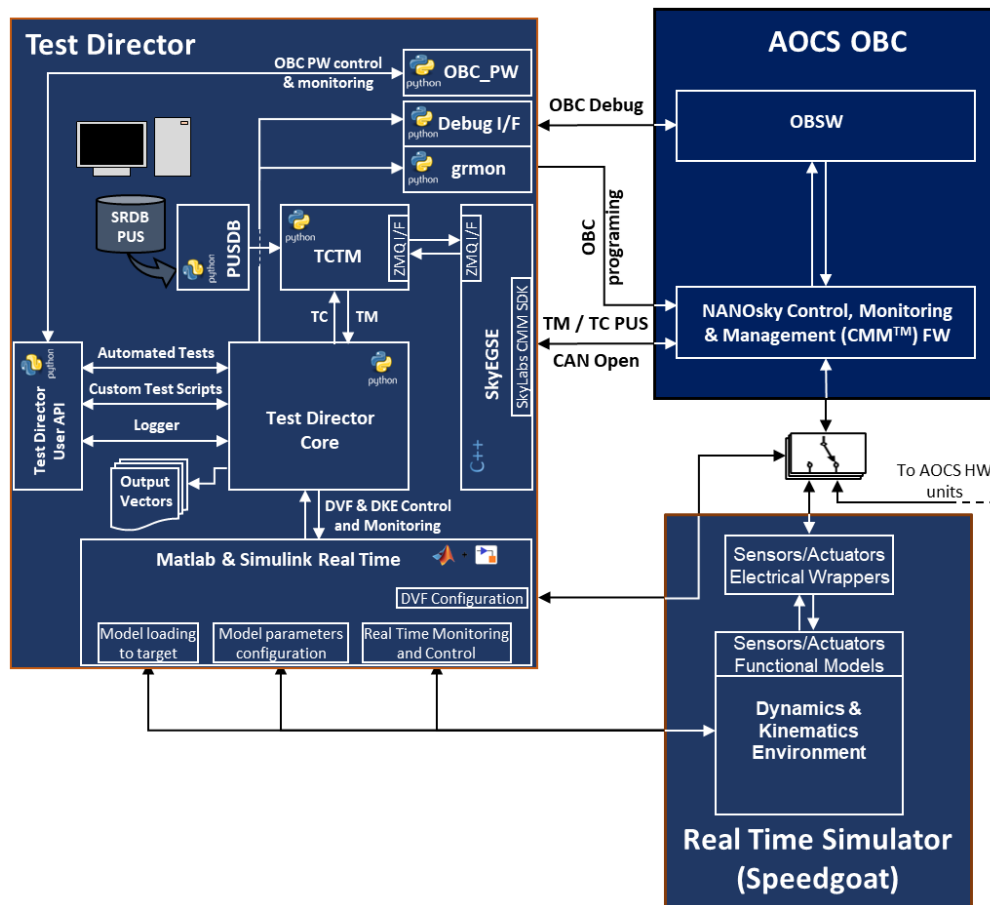 Test Director
OBC PW control
& monitoring
python
OBC_PW
python
Debug I/F
python
grmon
SRDB
PUS
PUSDB
python
TCTM
ZMQ I/F
ZMQ I/F
SkyEGSE
SkyLabs CMM SDK
C++
TC
TM
python
Test Director
User API
Automated Tests
Custom Test Scripts
Logger
python
Test Director
Core
Output
Vectors
DVF & DKE Control
and Monitoring
Matlab & Simulink Real Time
DVF Configuration
Model loading
to target
Model parameters
configuration
Real Time Monitoring
and Control
OBC Debug
OBC
programing
TM / TC PUS
CAN Open
AOCS OBC
OBSW
NANOsky Control, Monitoring
& Management (CMM™) FW
To AOCS HW
units
Sensors/Actuators
Electrical Wrappers
Sensors/Actuators
Functional Models
Dynamics &
Kinematics
Environment
Real Time Simulator
(Speedgoat)